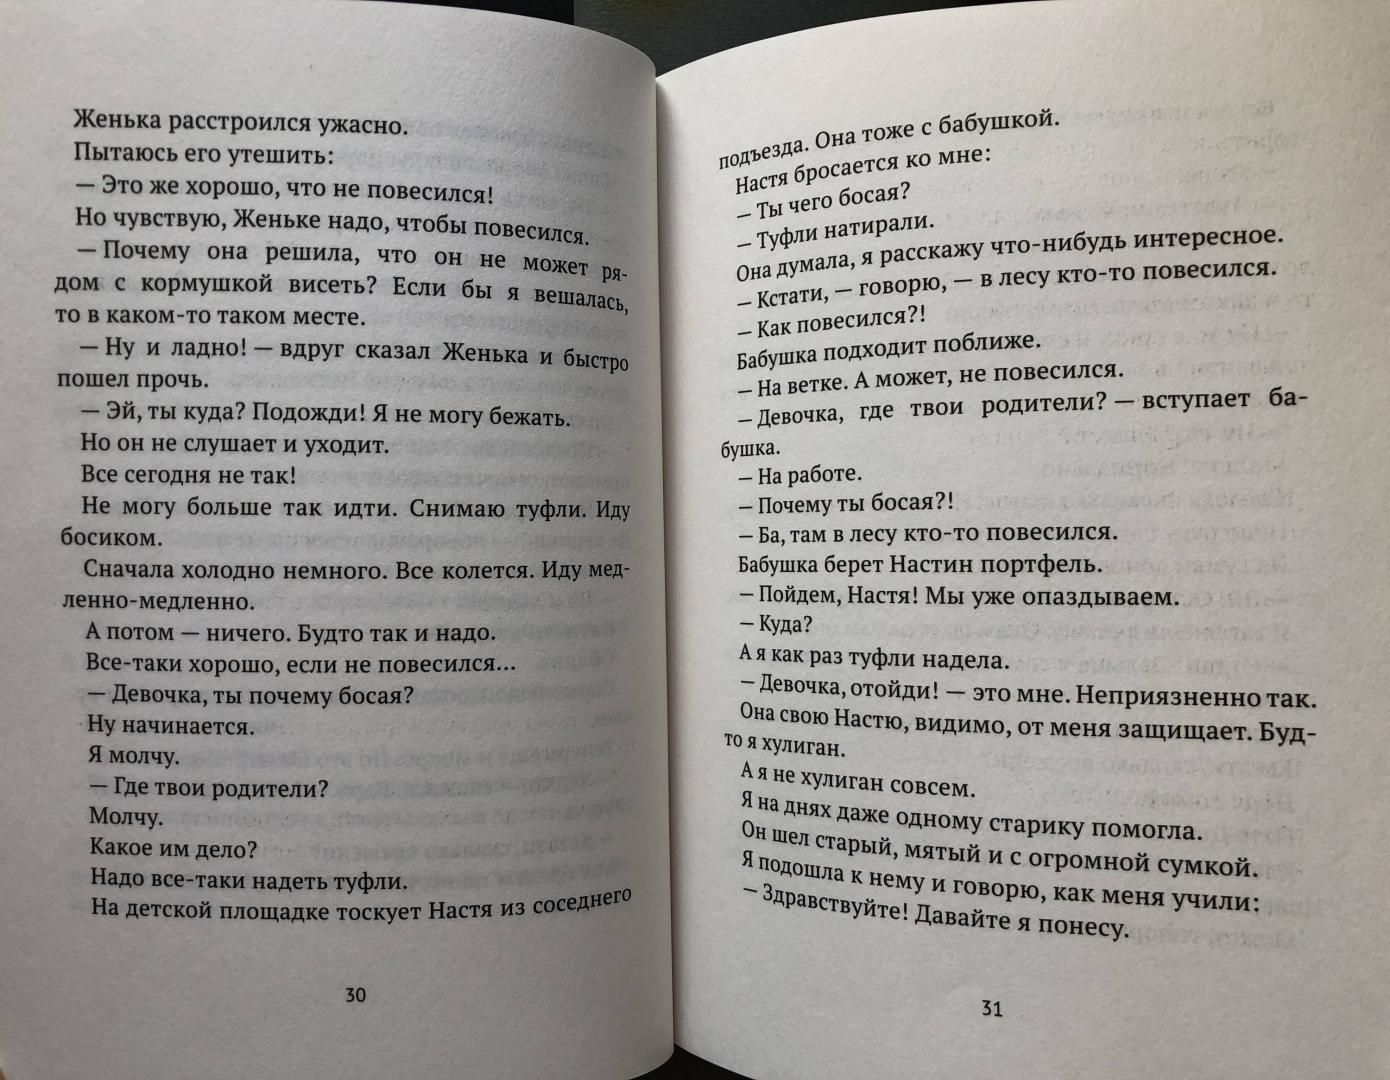 Женька расстроился ужасно.
Пытаюсь его утешить:
— Это же хорошо, что не повесился!
Но чувствую, Женьке надо, чтобы повесился.
— Почему она решила, что он не может ря-
дом с кормушкой висеть? Если бы я вешалась,
то в каком-то таком месте.
— Ну и ладно! — вдруг сказал Женька и быстро
пошел прочь.
— Эй, ты куда? Подожди! Я не могу бежать.
Но он не слушает и уходит.
Все сегодня не так!
Не могу больше так идти. Снимаю туфли. Иду
босиком.
Сначала холодно немного. Все колется. Иду мед-
ленно-медленно.
А потом — ничего. Будто так и надо.
Все-таки хорошо, если не повесился...
— Девочка, ты почему босая?
Ну начинается.
Я молчу.
— Где твои родители?
Молчу.
Какое им дело?
Надо все-таки надеть туфли.
На детской площадке тоскует Настя из соседнего
30
подъезда. Она тоже с бабушкой.
Настя бросается ко мне:
— Ты чего босая?
— Туфли натирали.
Она думала, я расскажу что-нибудь интересное.
— Кстати, — говорю, — в лесу кто-то повесился.
— Как повесился?!
Бабушка подходит поближе.
— На ветке. А может, не повесился.
— Девочка, где твои родители? — вступает ба-
бушка.
— На работе.
— Почему ты босая?!
— Ба, там в лесу кто-то повесился.
Бабушка берет Настин портфель.
— Пойдем, Настя! Мы уже опаздываем.
— Куда?
А я как раз туфли надела.
— Девочка, отойди! — это мне. Неприязненно так.
Она свою Настю, видимо, от меня защищает. Буд-
то я хулиган.
А я не хулиган совсем.
Я на днях даже одному старику помогла.
Он шел старый, мятый и с огромной сумкой.
Я подошла к нему и говорю, как меня учили:
— Здравствуйте! Давайте я понесу.
31